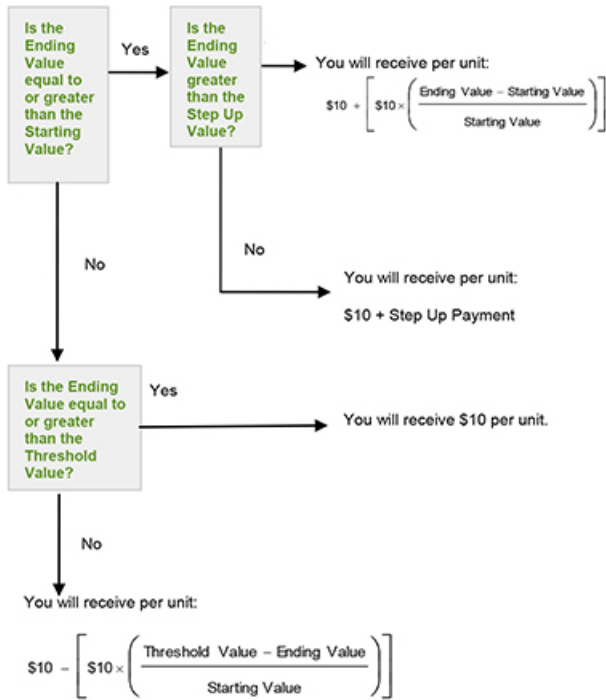 Is the
Ending
Value
equal to
or greater
than the
Starting
Value?
Yes
Is the
Ending
Value
greater
than the
Step Up
Value?
You will receive per unit:
$10 + [ $10 × ( Ending Value – Starting Value
Starting Value ) ]
No
No
You will receive per unit:
$10 + Step Up Payment
Is the Ending
Value equal to
or greater
than the
Threshold
Value?
Yes
You will receive $10 per unit.
No
You will receive per unit:
$10 – [ $10 × ( Threshold Value – Ending Value
Starting Value ) ]